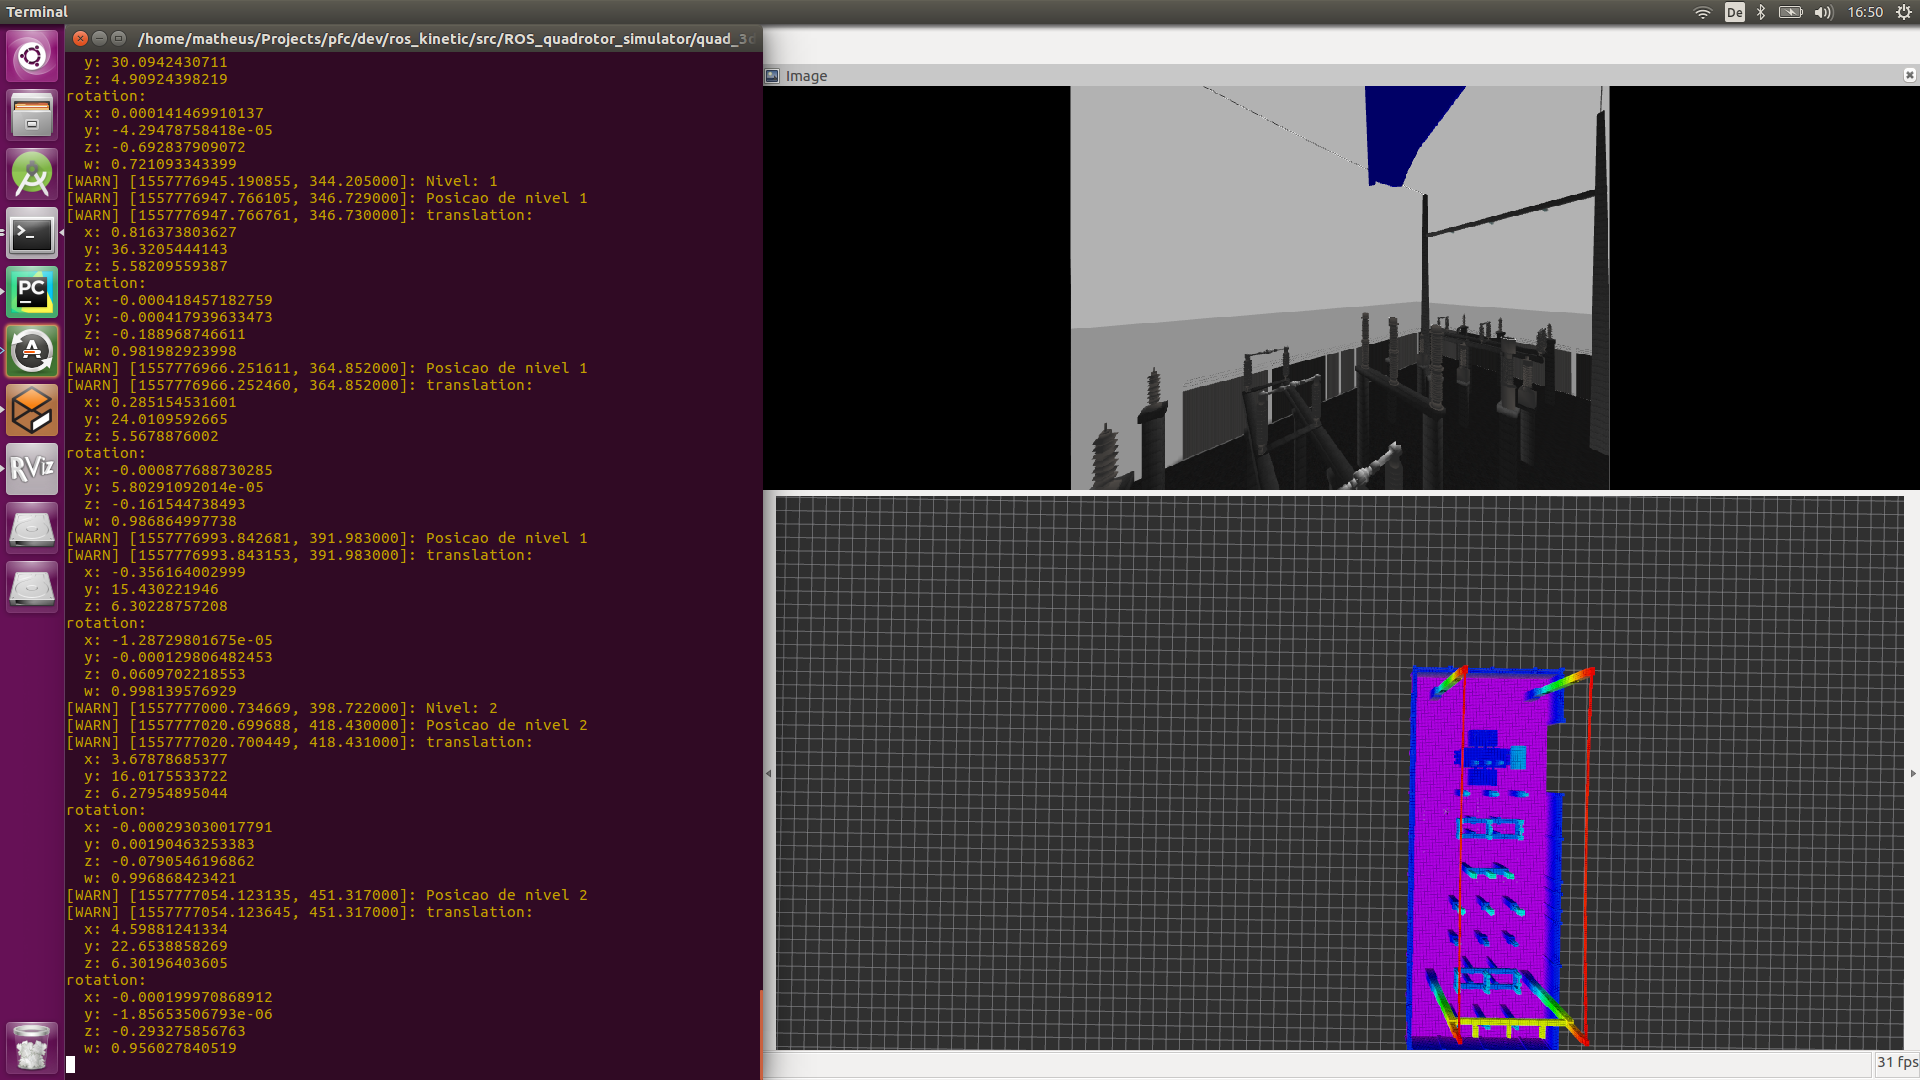 Terminal
De
16:50
/home/matheus/Projects/pfc/dev/ros_kinetic/src/ROS_quadrotor_simulator/quad_3d
y: 30.0942430711
z: 4.90924398219
rotation:
x: 0.000141469910137
y: -4.29478758418e-05
z: -0.692837909072
w: 0.721093343399
[WARN] [1557776945.190855, 344.205000]: Nivel: 1
[WARN] [1557776947.766105, 346.729000]: Posicao de nivel 1
[WARN] [1557776947.766761, 346.730000]: translation:
x: 0.816373803627
y: 36.3205444143
z: 5.58209559387
rotation:
x: -0.000418457182759
y: -0.000417939633473
z: -0.188968746611
w: 0.981982923998
[WARN] [1557776966.251611, 364.852000]: Posicao de nivel 1
[WARN] [1557776966.252460, 364.852000]: translation:
x: 0.285154531601
y: 24.0109592665
z: 5.5678876002
rotation:
x: -0.000877688730285
y: 5.80291092014e-05
z: -0.161544738493
w: 0.986864997738
[WARN] [1557776993.842681, 391.983000]: Posicao de nivel 1
[WARN] [1557776993.843153, 391.983000]: translation:
x: -0.356164002999
y: 15.430221946
z: 6.30228757208
rotation:
x: -1.28729801675e-05
y: -0.000129806482453
z: 0.0609702218553
w: 0.998139576929
[WARN] [1557777000.734669, 398.722000]: Nivel: 2
[WARN] [1557777020.699688, 418.430000]: Posicao de nivel 2
[WARN] [1557777020.700449, 418.431000]: translation:
x: 3.67878685377
y: 16.0175533722
z: 6.27954895044
rotation:
x: -0.000293030017791
y: 0.00190463253383
z: -0.0790546196862
w: 0.996868423421
[WARN] [1557777054.123135, 451.317000]: Posicao de nivel 2
[WARN] [1557777054.123645, 451.317000]: translation:
x: 4.59881241334
y: 22.6538858269
z: 6.30196403605
rotation:
x: -0.000199970868912
y: -1.85653506793e-06
z: -0.293275856763
w: 0.956027840519
PC
RViz
Image
31 fps